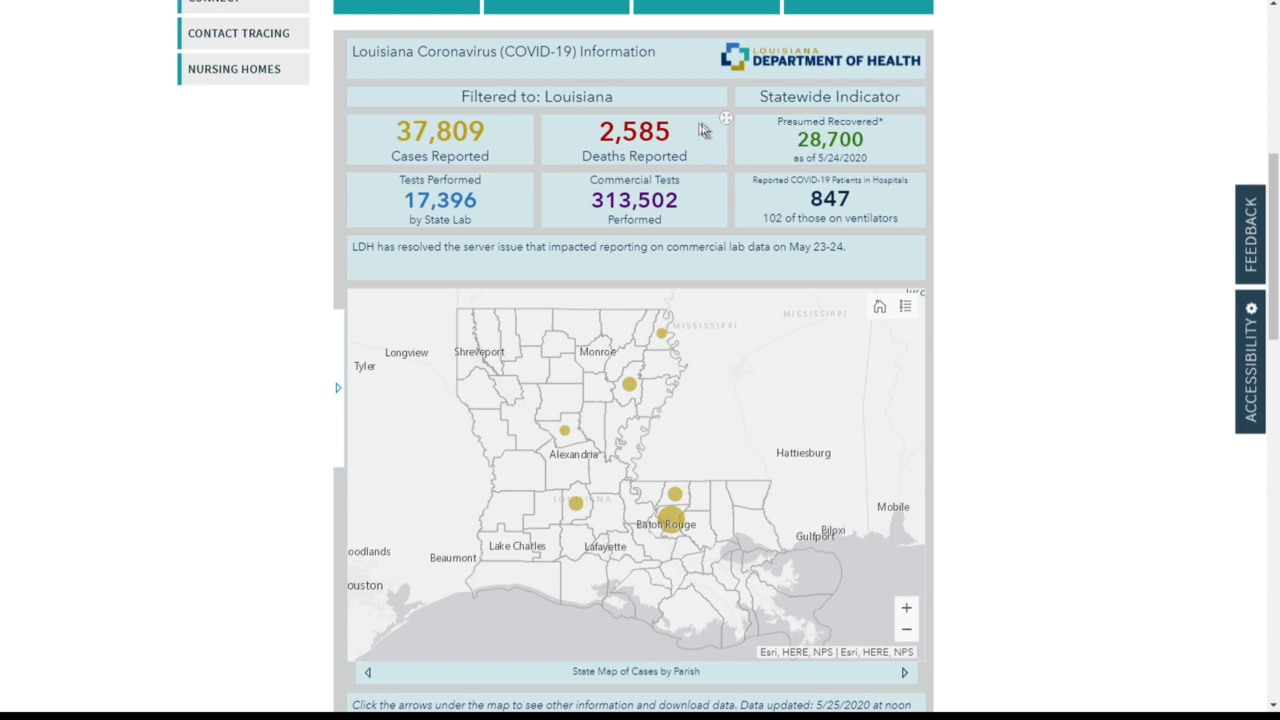 CONTACT TRACING
NURSING HOMES
Louisiana Coronavirus (COVID-19) Information
LOUISIANA
DEPARTMENT OF HEALTH
Filtered to: Louisiana
Statewide Indicator
37,809
Cases Reported
2,585
Deaths Reported
Presumed Recovered*
28,700
as of 5/24/2020
Tests Performed
17,396
by State Lab
Commercial Tests
313,502
Performed
Reported COVID-19 Patients in Hospitals
847
102 of those on ventilators
LDH has resolved the server issue that impacted reporting on commercial lab data on May 23-24.
MISSISSIPPI
MISSISSIPPI
Longview
Shreveport
Monroe
Tyler
Alexandria
Hattiesburg
LOUISIANA
Mobile
Baton Rouge
Biloxi
Gulfport
Lake Charles
Lafayette
oodlands
Beaumont
ouston
+
−
Esri, HERE, NPS | Esri, HERE, NPS
State Map of Cases by Parish
Click the arrows under the map to see other information and download data. Data updated: 5/25/2020 at noon
FEEDBACK
ACCESSIBILITY